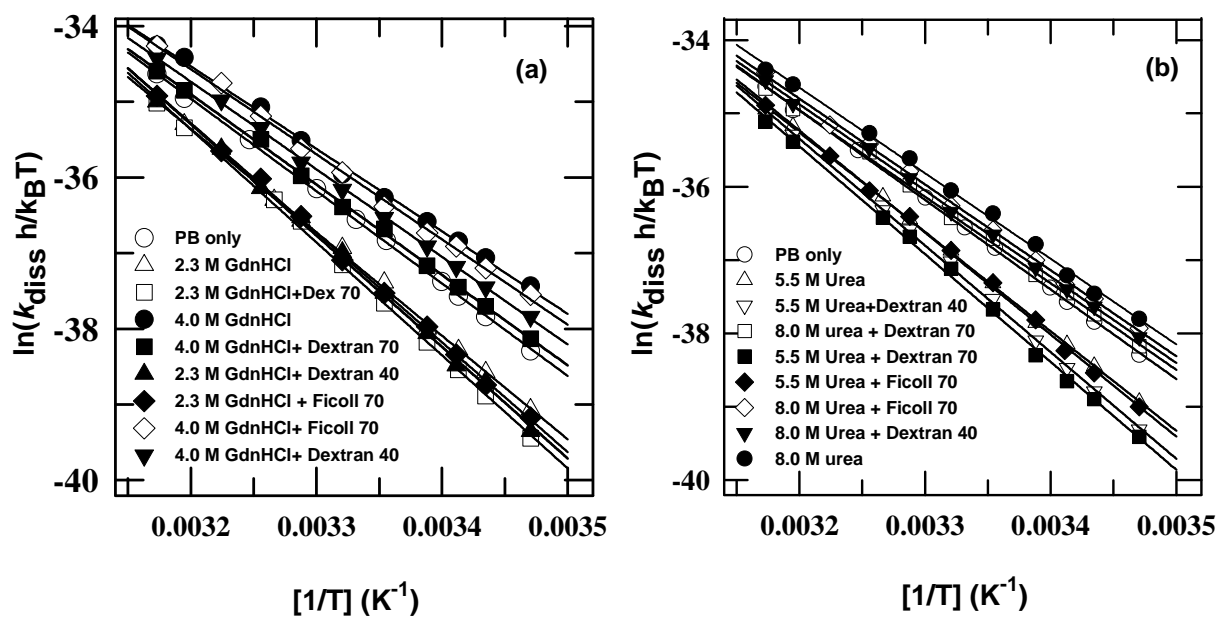 (a)
ln(k_diss h/k_BT)
-34
-36
-38
-40
PB only
2.3 M GdnHCl
2.3 M GdnHCl+Dex 70
4.0 M GdnHCl
4.0 M GdnHCl+ Dextran 70
2.3 M GdnHCl+ Dextran 40
2.3 M GdnHCl + Ficoll 70
4.0 M GdnHCl+ Ficoll 70
4.0 M GdnHCl+ Dextran 40
0.0032 0.0033 0.0034 0.0035
[1/T] (K⁻¹)
(b)
ln(k_diss h/k_BT)
-34
-36
-38
-40
PB only
5.5 M Urea
5.5 M Urea+Dextran 40
8.0 M urea + Dextran 70
5.5 M Urea + Dextran 70
5.5 M Urea + Ficoll 70
8.0 M Urea + Ficoll 70
8.0 M Urea + Dextran 40
8.0 M urea
0.0032 0.0033 0.0034 0.0035
[1/T] (K⁻¹)